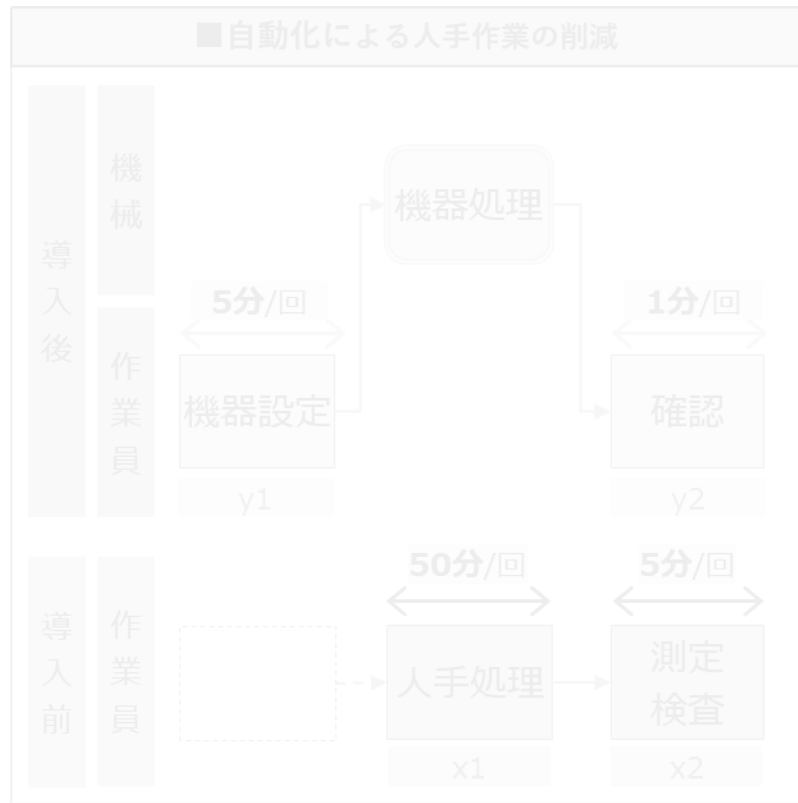 ■自動化による人手作業の削減
導入後
機械
機器処理
5分/回
1分/回
作業員
機器設定
確認
y1
y2
導入前
作業員
50分/回
5分/回
人手処理
測定
検査
x1
x2